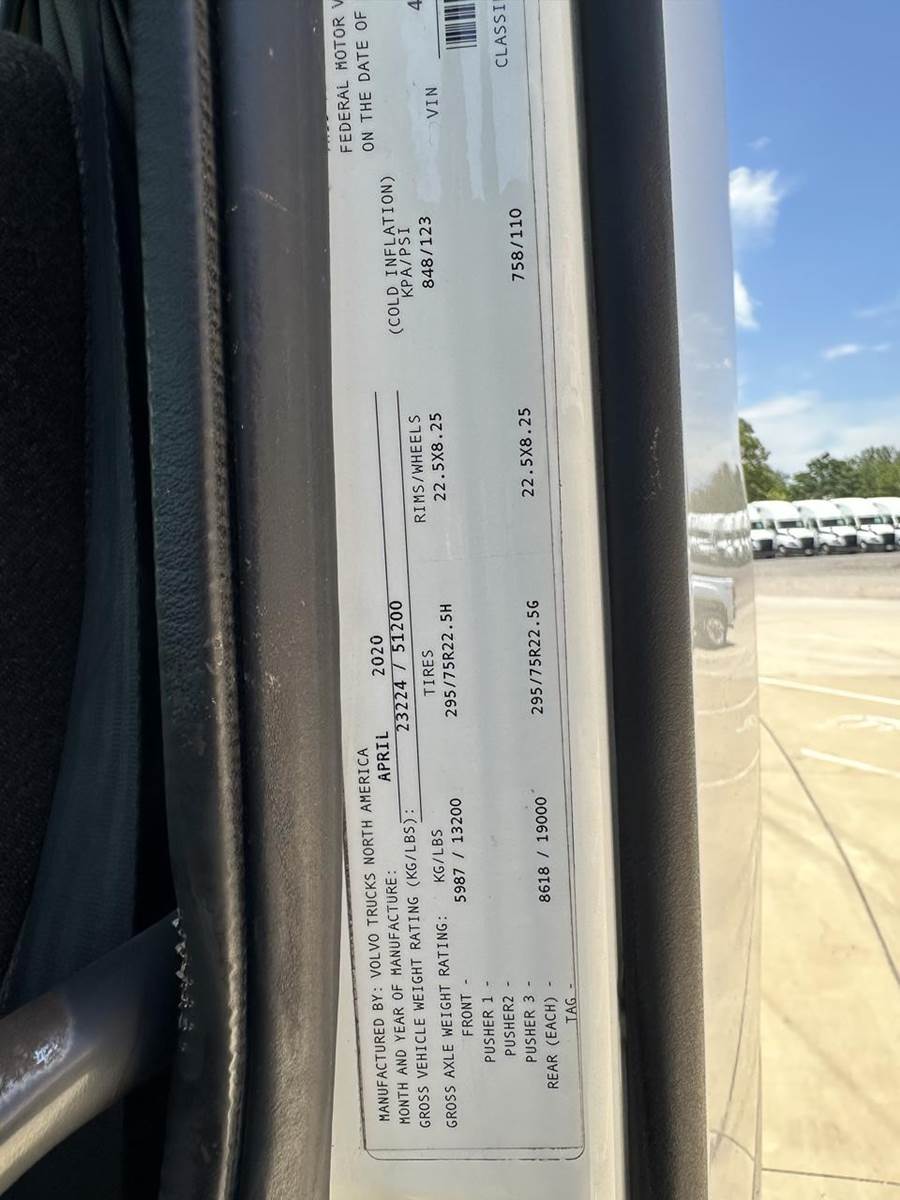 MANUFACTURED BY: VOLVO TRUCKS NORTH AMERICA
MONTH AND YEAR OF MANUFACTURE: APRIL 2020
GROSS VEHICLE WEIGHT RATING (KG/LBS): 23224 / 51200
GROSS AXLE WEIGHT RATING: KG/LBS TIRES RIMS/WHEELS (COLD INFLATION) KPA/PSI
FRONT - 5987 / 13200 295/75R22.5H 22.5X8.25 848/123
PUSHER 1 -
PUSHER2 -
PUSHER 3 -
REAR (EACH) - 8618 / 19000 295/75R22.5G 22.5X8.25 758/110
TAG -
FEDERAL MOTOR V
ON THE DATE OF
VIN 4
CLASSI